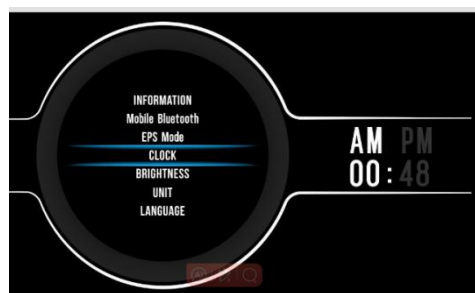 INFORMATION
Mobile Bluetooth
EPS Mode
CLOCK
BRIGHTNESS
UNIT
LANGUAGE
AM PM
00:48